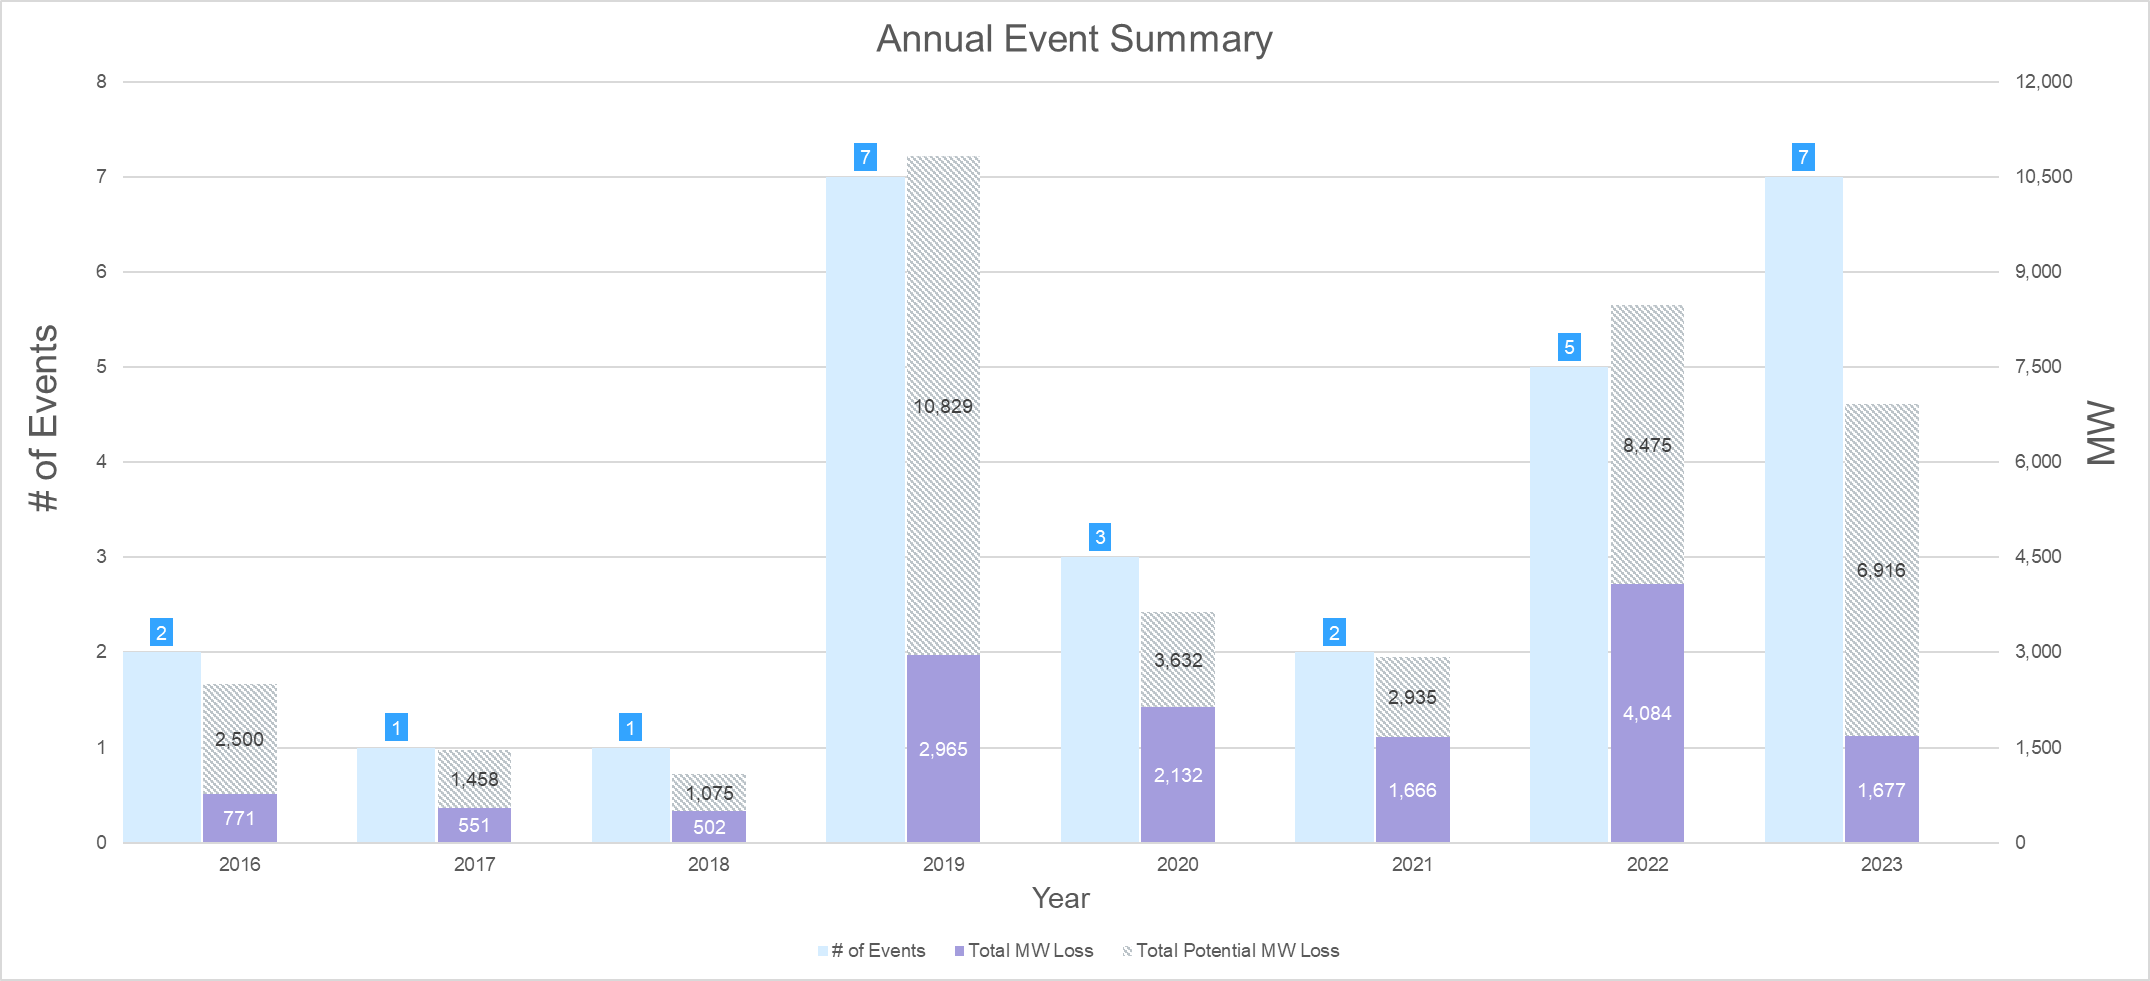 Annual Event Summary
8 12,000
7 7 7 10,500
6 9,000
5 5 7,500
10,829
8,475
4 6,000
# of Events
MW
3 3 4,500
6,916
2 2 2 3,000
3,632
2,935
1 1 4,084
2,500 2,965
1 1,500
1,458 1,075 2,132 1,666 1,677
771 551 502
0 0
2016 2017 2018 2019 2020 2021 2022 2023
Year
# of Events Total MW Loss Total Potential MW Loss